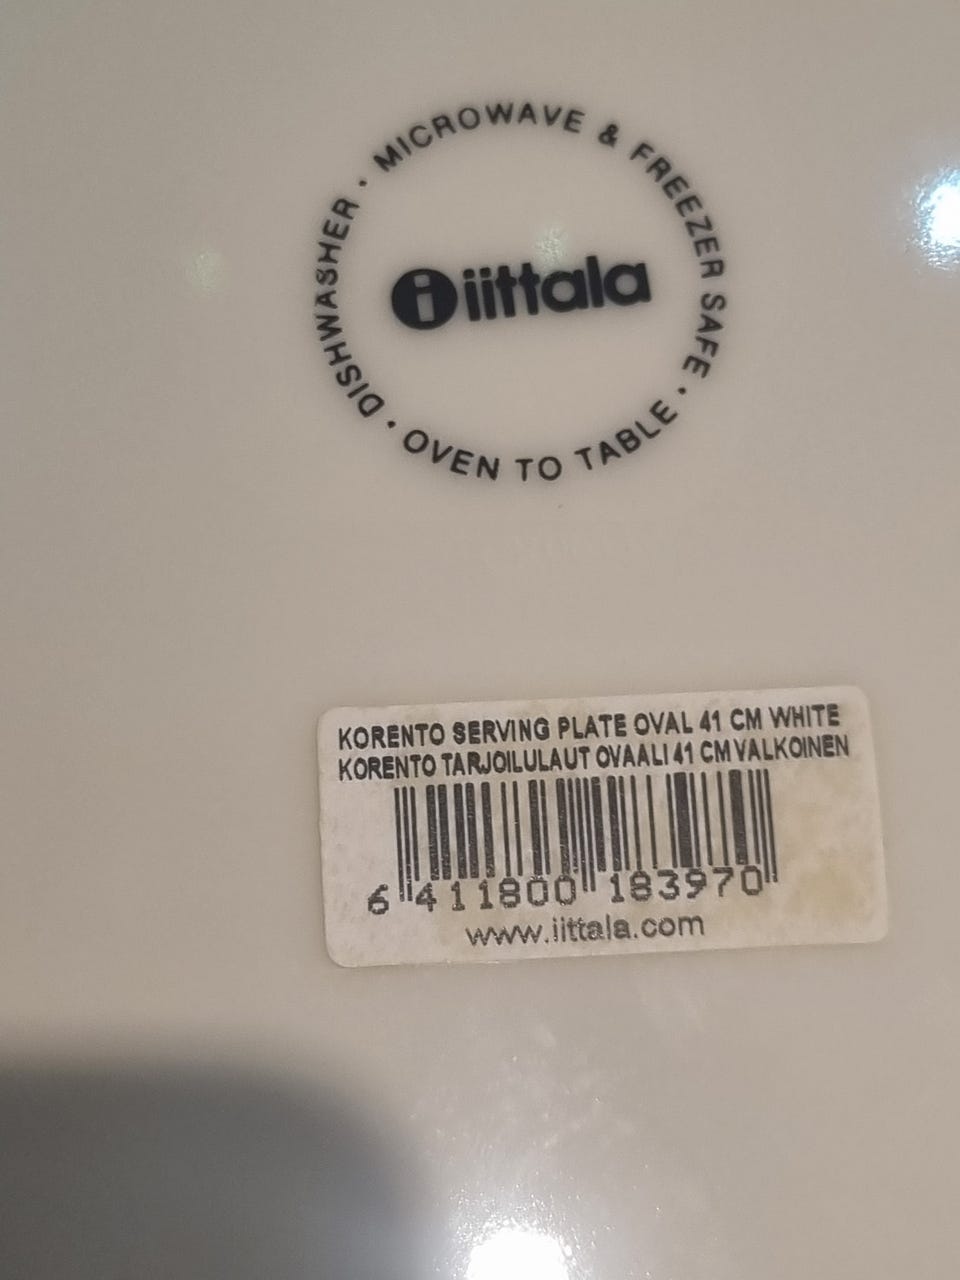 DISHWASHER · MICROWAVE & FREEZER SAFE · OVEN TO TABLE ·
iittala
KORENTO SERVING PLATE OVAL 41 CM WHITE
KORENTO TARJOILULAUT OVAALI 41 CM VALKOINEN
6 411800 183970
www.iittala.com